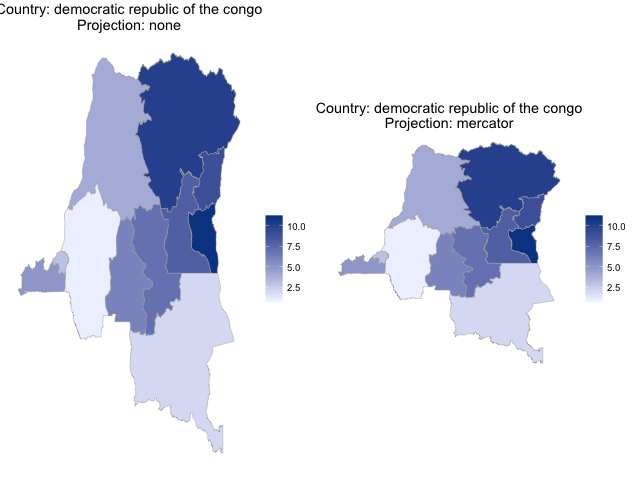 Country: democratic republic of the congo
Projection: none
10.0
7.5
5.0
2.5
Country: democratic republic of the congo
Projection: mercator
10.0
7.5
5.0
2.5